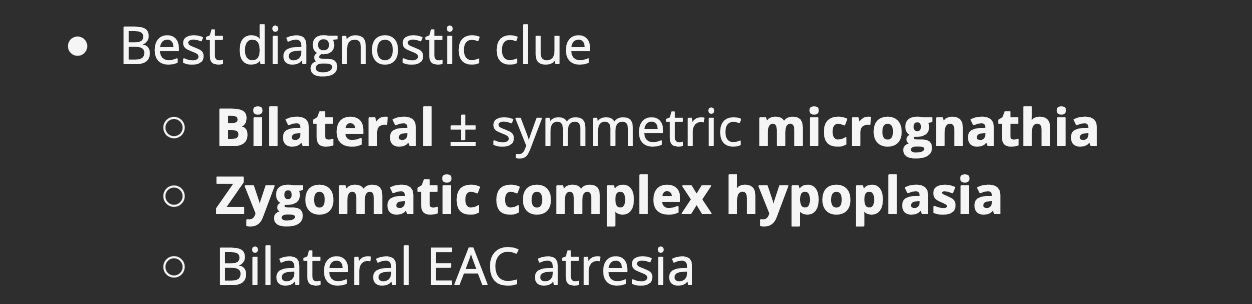 Best diagnostic clue
Bilateral ± symmetric micrognathia
Zygomatic complex hypoplasia
Bilateral EAC atresia